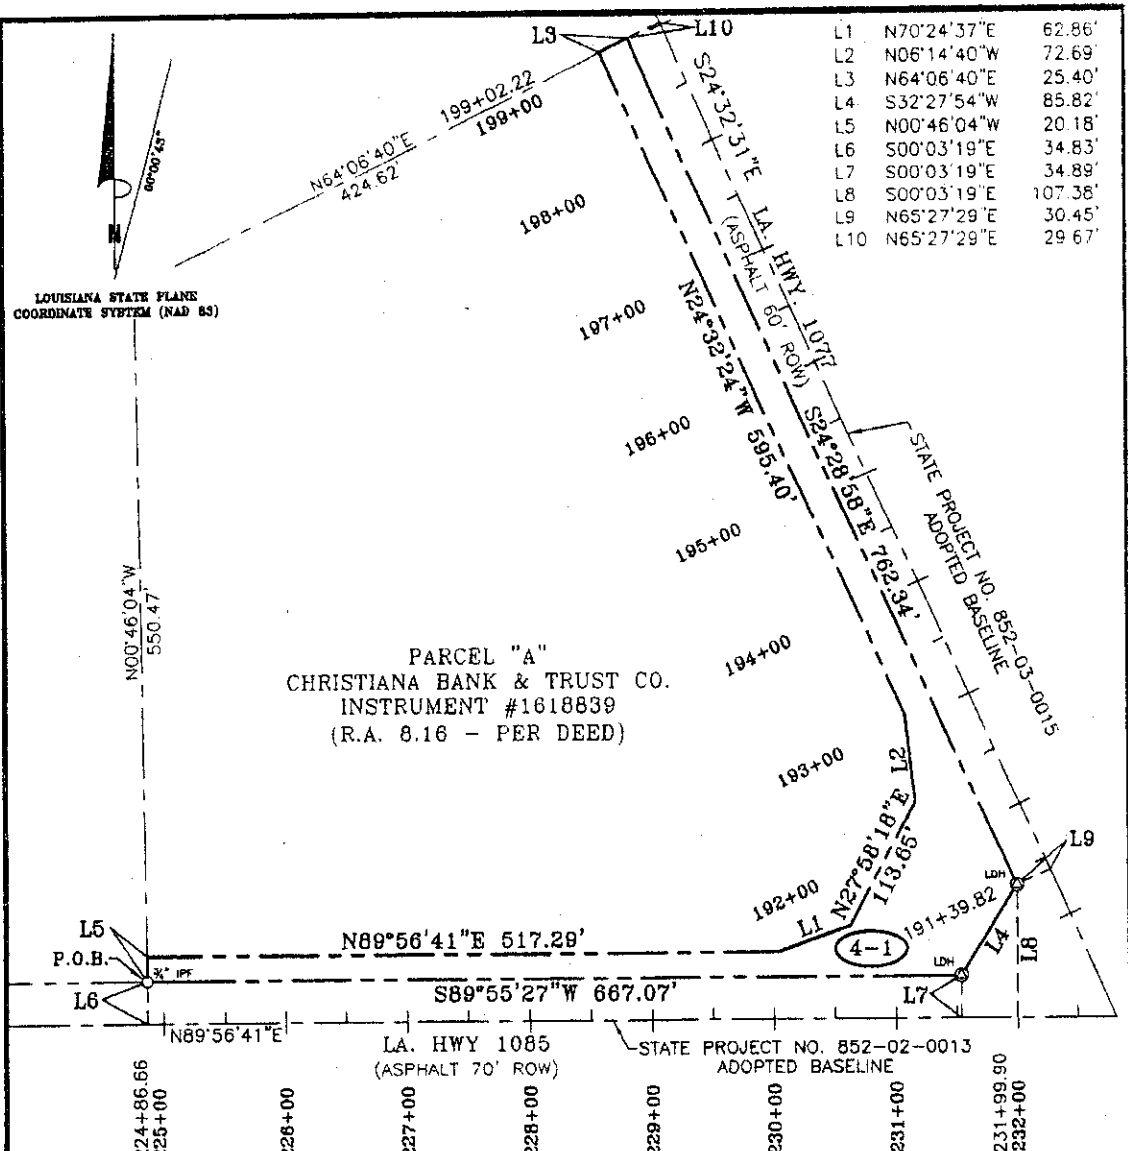 L1 N70°24'37"E 62.86'
L2 N06°14'40"W 72.69'
L3 N64°06'40"E 25.40'
L4 S32°27'54"W 85.82'
L5 N00°46'04"W 20.18'
L6 S00°03'19"E 34.83'
L7 S00°03'19"E 34.89'
L8 S00°03'19"E 107.38'
L9 N65°27'29"E 30.45'
L10 N65°27'29"E 29.67'
L3
L10
N
LOUISIANA STATE PLANE
COORDINATE SYSTEM (NAD 83)
N64°06'40"E
424.62'
199+02.22
199+00
198+00
197+00
196+00
195+00
194+00
193+00
192+00
191+39.82
S24°32'31"E LA. HWY. 1077
(ASPHALT 60' ROW)
N24°32'24"W 595.40'
S24°28'58"E 762.34'
STATE PROJECT NO. 852-03-0015
ADOPTED BASELINE
N00°46'04"W
550.47'
PARCEL "A"
CHRISTIANA BANK & TRUST CO.
INSTRUMENT #1618839
(R.A. 8.16 - PER DEED)
L2
N27°58'18"E
113.65'
L1
L9
LDH
L4
L8
4-1
LDH
L7
L5
P.O.B.
¾" IPF
L6
N89°56'41"E 517.29'
S89°55'27"W 667.07'
N89°56'41"E
LA. HWY 1085
(ASPHALT 70' ROW)
STATE PROJECT NO. 852-02-0013
ADOPTED BASELINE
224+86.66
225+00
226+00
227+00
228+00
229+00
230+00
231+00
231+99.90
232+00